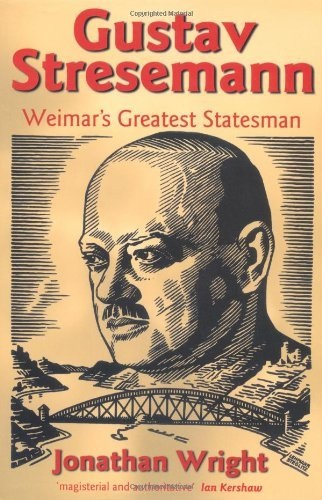 Gustav
Stresemann
Weimar's Greatest Statesman
Jonathan Wright
'magisterial and authoritative' Ian Kershaw